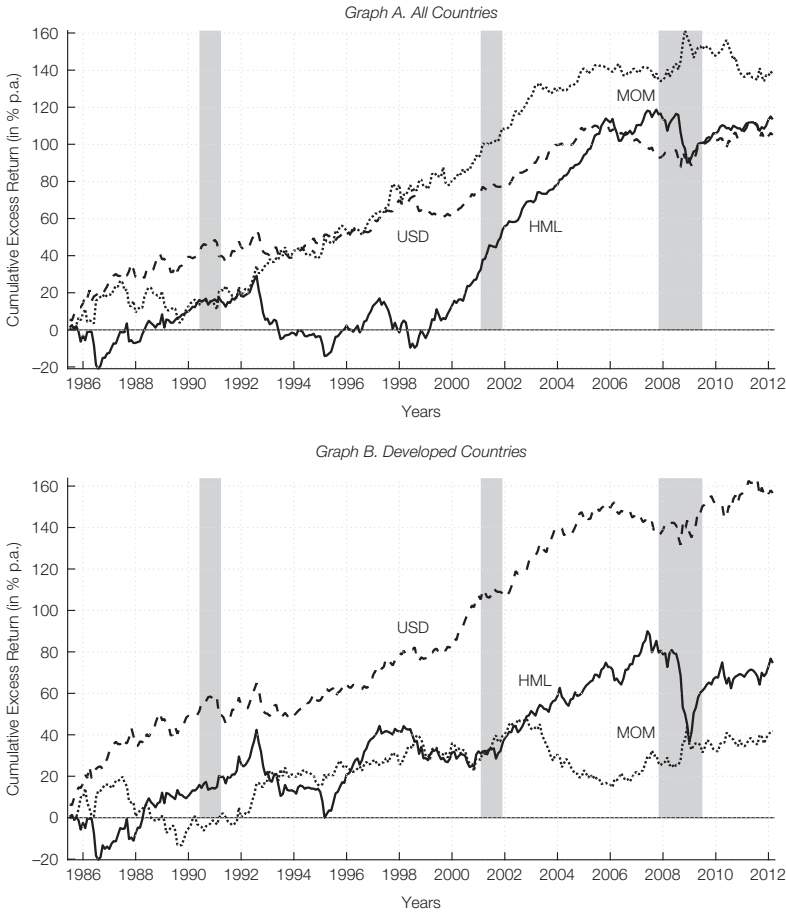 Graph A. All Countries
Cumulative Excess Return (in % p.a.)
160
140
120
100
80
60
40
20
0
–20
MOM
USD
HML
1986 1988 1990 1992 1994 1996 1998 2000 2002 2004 2006 2008 2010 2012
Years
Graph B. Developed Countries
Cumulative Excess Return (in % p.a.)
160
140
120
100
80
60
40
20
0
–20
USD
HML
MOM
1986 1988 1990 1992 1994 1996 1998 2000 2002 2004 2006 2008 2010 2012
Years